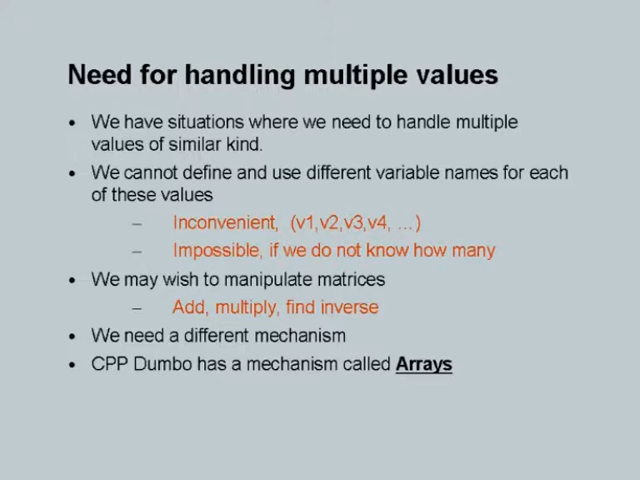 Need for handling multiple values
• We have situations where we need to handle multiple
values of similar kind.
• We cannot define and use different variable names for each
of these values
– Inconvenient, (v1,v2,v3,v4, ...)
– Impossible, if we do not know how many
• We may wish to manipulate matrices
– Add, multiply, find inverse
• We need a different mechanism
• CPP Dumbo has a mechanism called Arrays